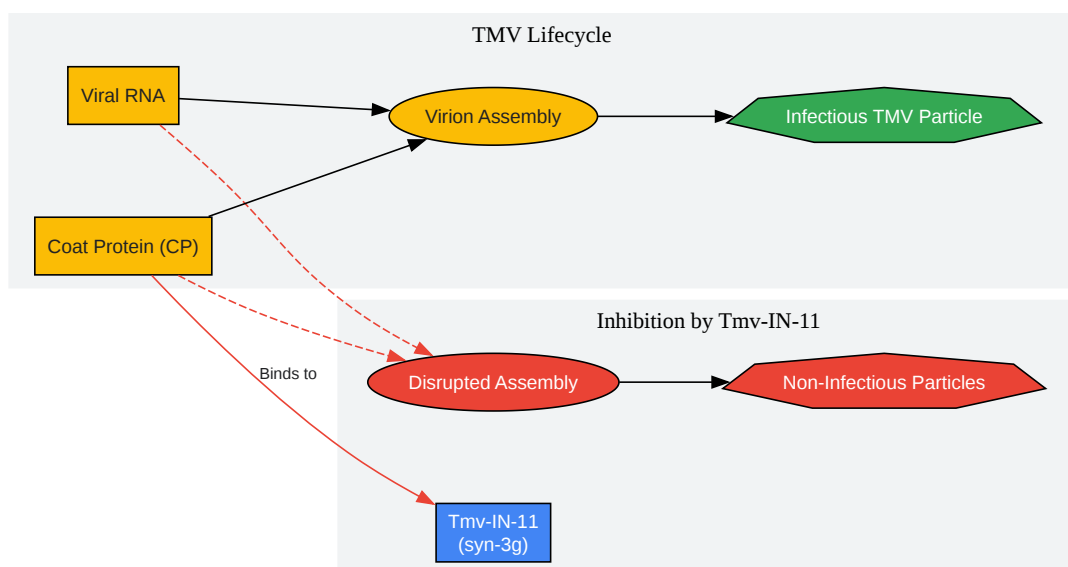 TMV Lifecycle
Viral RNA
Virion Assembly
Infectious TMV Particle
Coat Protein (CP)
Inhibition by Tmv-IN-11
Binds to
Disrupted Assembly
Non-Infectious Particles
Tmv-IN-11
(syn-3g)